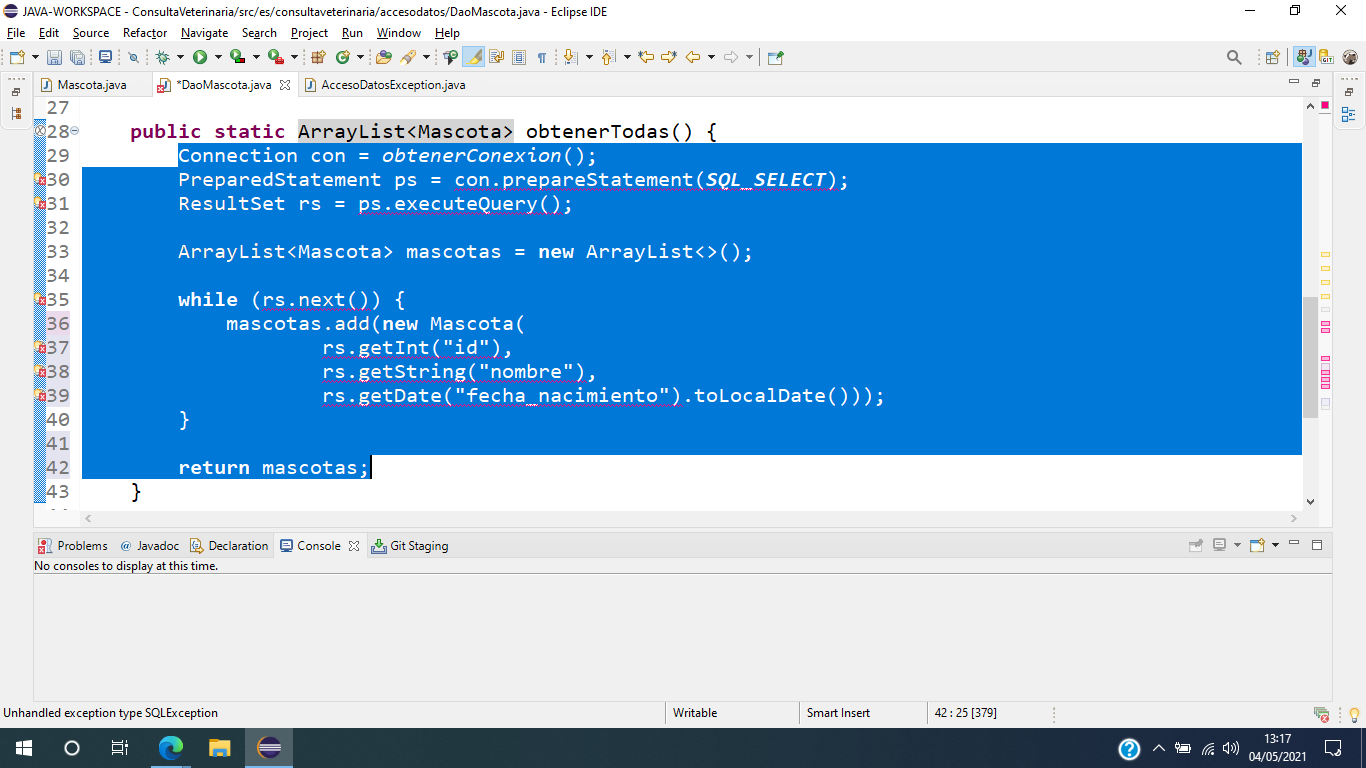 JAVA-WORKSPACE - ConsultaVeterinaria/src/es/consultaveterinaria/accesodatos/DaoMascota.java - Eclipse IDE
File Edit Source Refactor Navigate Search Project Run Window Help
Mascota.java *DaoMascota.java AccesoDatosException.java
27
28 public static ArrayList<Mascota> obtenerTodas() {
29 Connection con = obtenerConexion();
30 PreparedStatement ps = con.prepareStatement(SQL_SELECT);
31 ResultSet rs = ps.executeQuery();
32
33 ArrayList<Mascota> mascotas = new ArrayList<>();
34
35 while (rs.next()) {
36 mascotas.add(new Mascota(
37 rs.getInt("id"),
38 rs.getString("nombre"),
39 rs.getDate("fecha_nacimiento").toLocalDate()));
40 }
41
42 return mascotas;
43 }
Problems @ Javadoc Declaration Console Git Staging
No consoles to display at this time.
Unhandled exception type SQLException Writable Smart Insert 42 : 25 [379]
13:17
04/05/2021